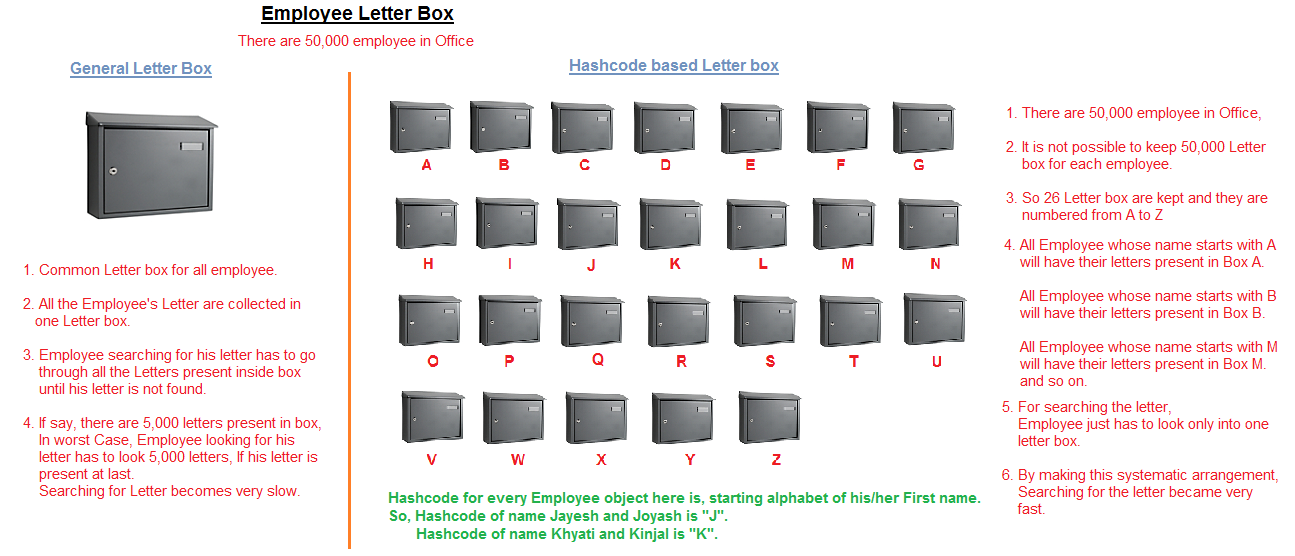 Employee Letter Box
There are 50,000 employee in Office
General Letter Box
1. Common Letter box for all employee.
2. All the Employee's Letter are collected in
one Letter box.
3. Employee searching for his letter has to go
through all the Letters present inside box
until his letter is not found.
4. If say, there are 5,000 letters present in box,
In worst Case, Employee looking for his
letter has to look 5,000 letters, If his letter is
present at last.
Searching for Letter becomes very slow.
Hashcode based Letter box
A B C D E F G
H I J K L M N
O P Q R S T U
V W X Y Z
Hashcode for every Employee object here is, starting alphabet of his/her First name.
So, Hashcode of name Jayesh and Joyash is "J".
Hashcode of name Khyati and Kinjal is "K".
1. There are 50,000 employee in Office,
2. It is not possible to keep 50,000 Letter
box for each employee.
3. So 26 Letter box are kept and they are
numbered from A to Z
4. All Employee whose name starts with A
will have their letters present in Box A.
All Employee whose name starts with B
will have their letters present in Box B.
All Employee whose name starts with M
will have their letters present in Box M.
and so on.
5. For searching the letter,
Employee just has to look only into one
letter box.
6. By making this systematic arrangement,
Searching for the letter became very
fast.